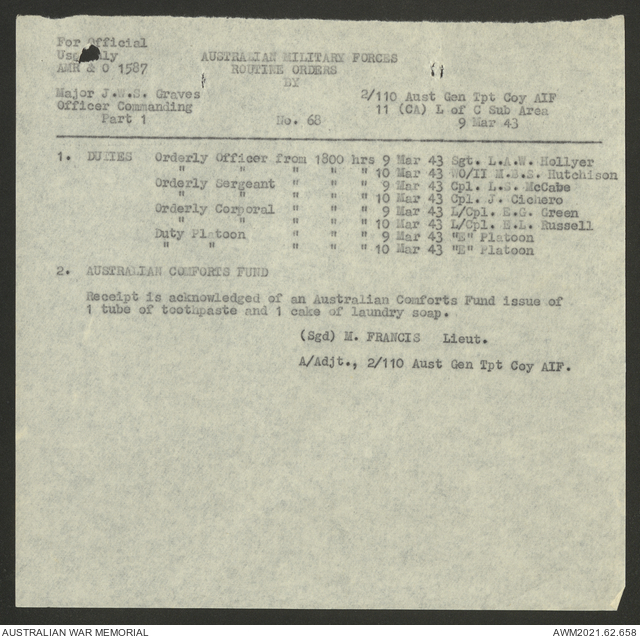 For Official
Use Only
AMR & O 1587
AUSTRALIAN MILITARY FORCES
ROUTINE ORDERS
BY
Major J.W.S. Graves
Officer Commanding
Part 1
No. 68
2/110 Aust Gen Tpt Coy AIF
11 (CA) L of C Sub Area
9 Mar 43
1. DUTIES Orderly Officer from 1800 hrs 9 Mar 43 Sgt. L.A.W. Hollyer
" " " " " 10 Mar 43 WO/II M.B.S. Hutchison
Orderly Sergeant " " " 9 Mar 43 Cpl. L.S. McCabe
" " " " " 10 Mar 43 Cpl. J. Cichero
Orderly Corporal " " " 9 Mar 43 L/Cpl. E.G. Green
" " " " " 10 Mar 43 L/Cpl. H.L. Russell
Duty Platoon " " " 9 Mar 43 "E" Platoon
" " " " " 10 Mar 43 "E" Platoon
2. AUSTRALIAN COMFORTS FUND
Receipt is acknowledged of an Australian Comforts Fund issue of
1 tube of toothpaste and 1 cake of laundry soap.
(Sgd) M. FRANCIS Lieut.
A/Adjt., 2/110 Aust Gen Tpt Coy AIF.
AUSTRALIAN WAR MEMORIAL
AWM2021.62.658